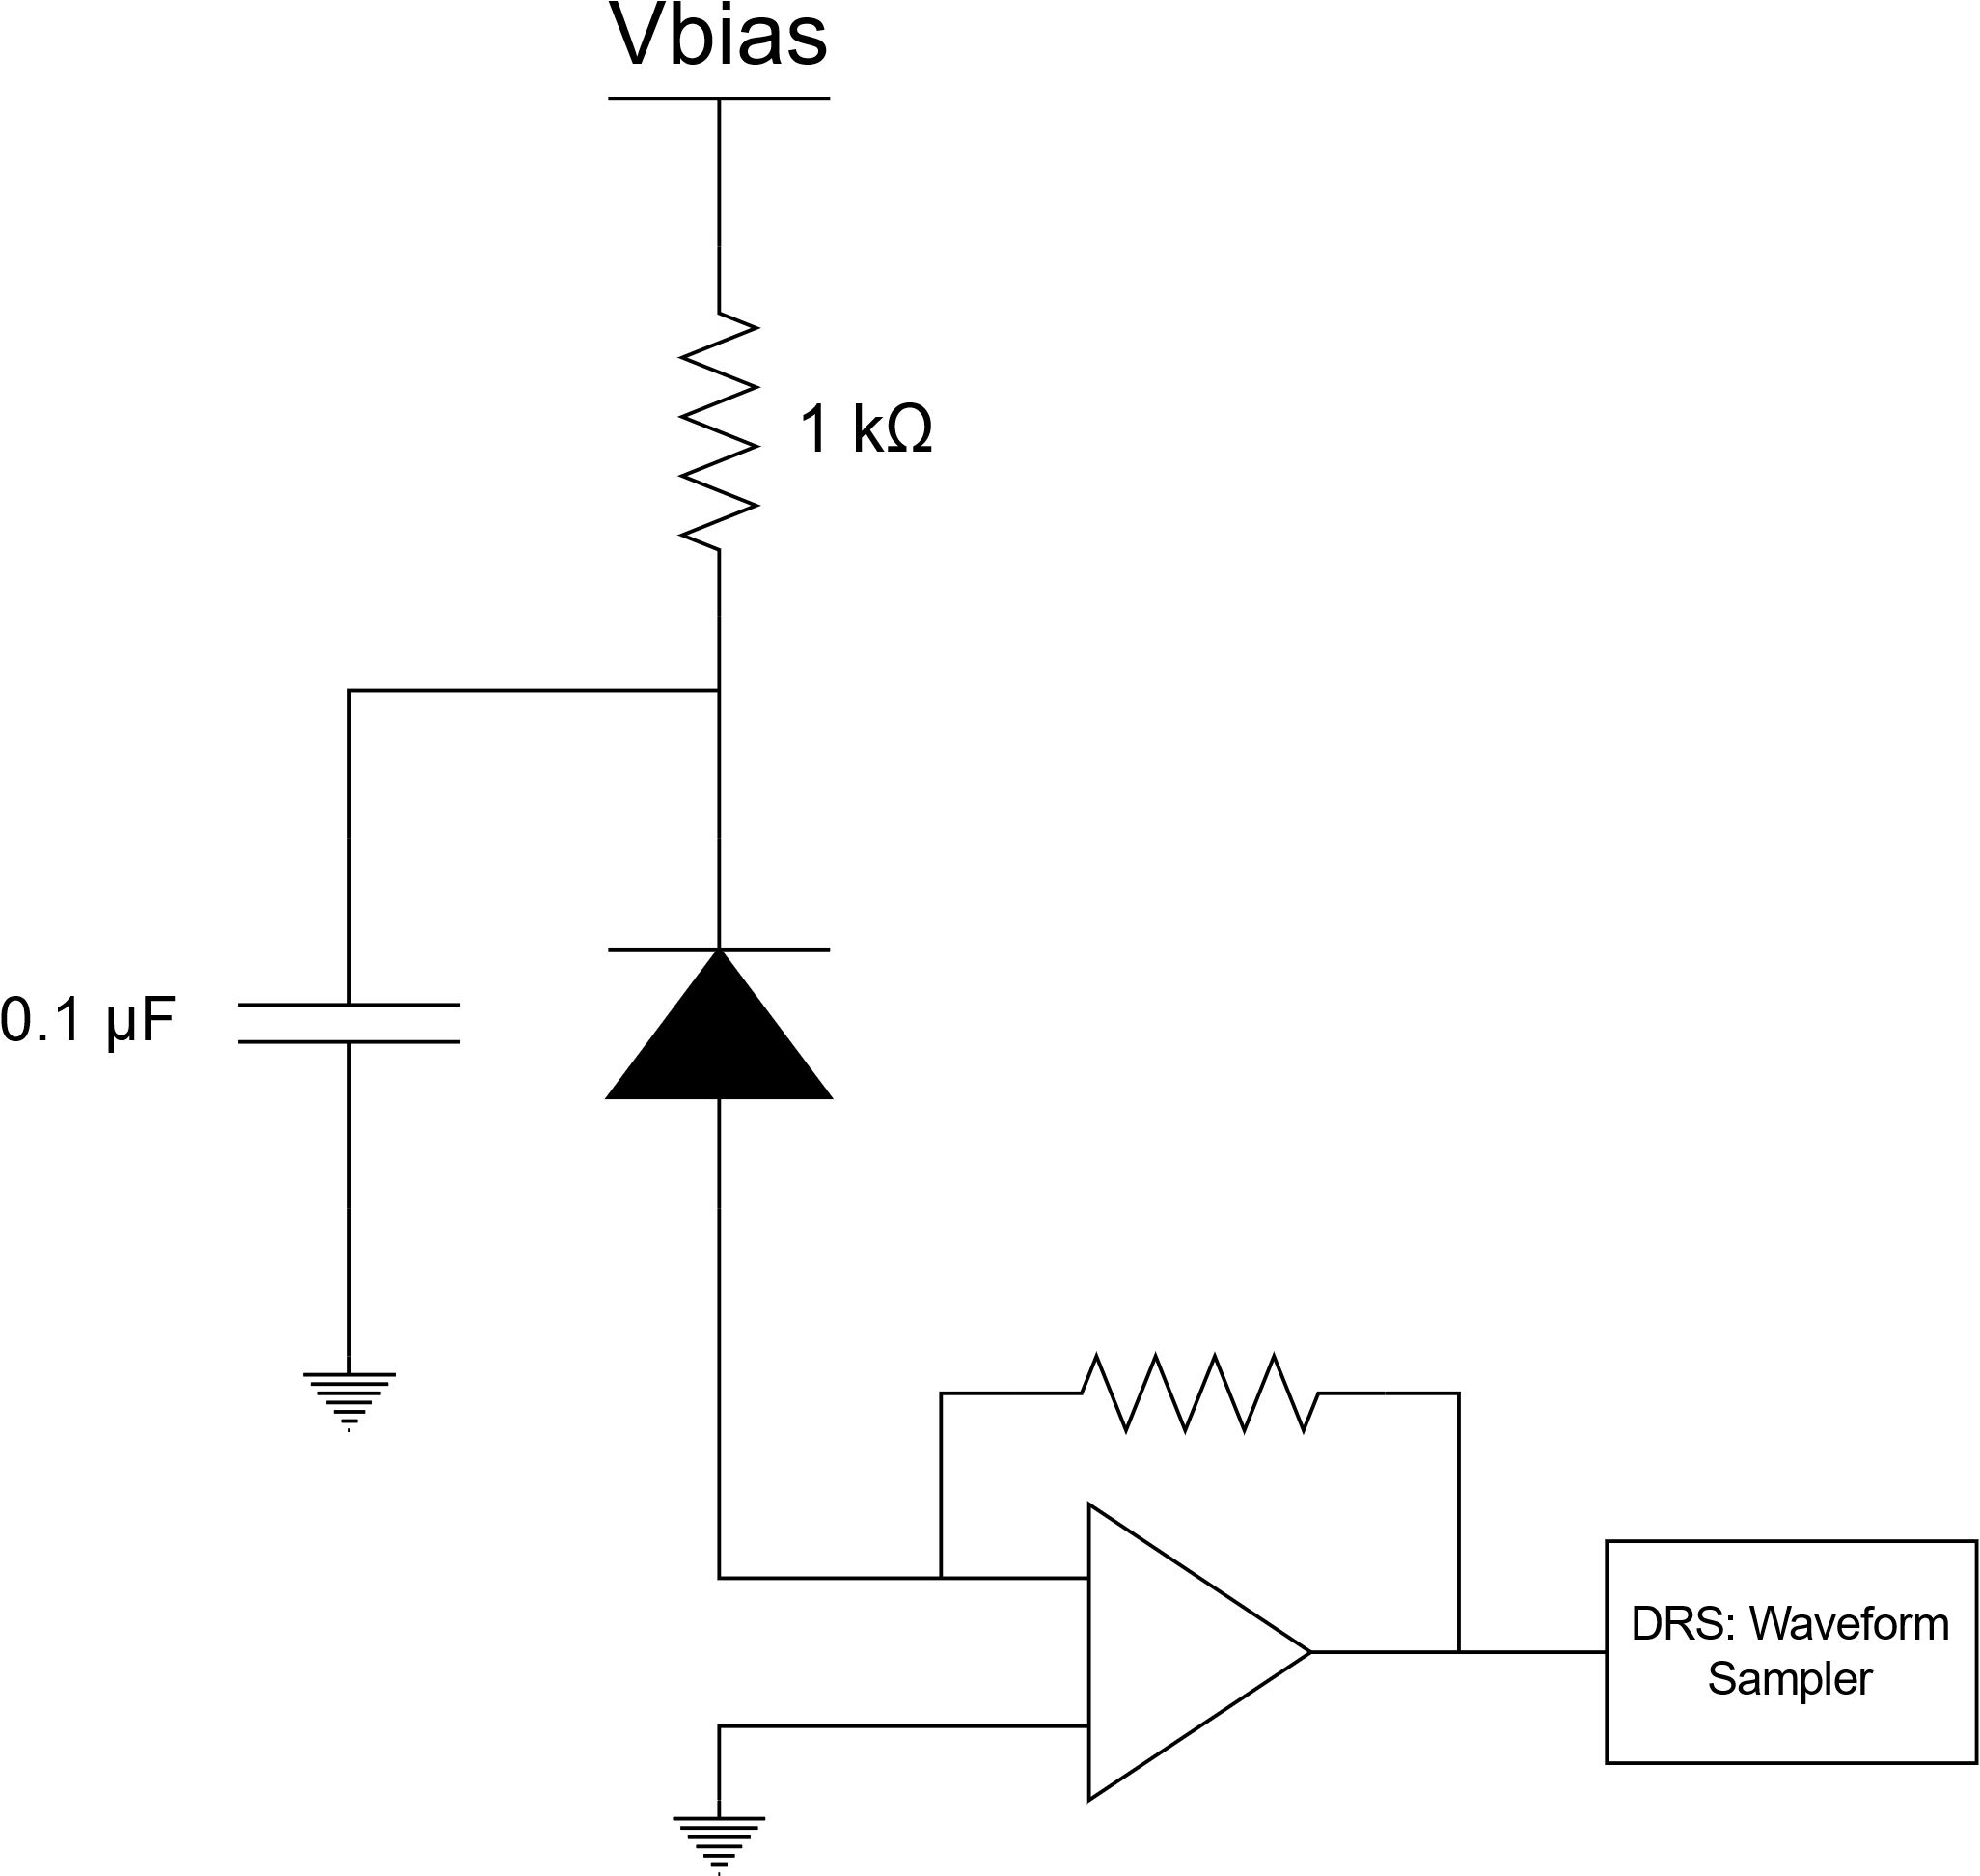 Vbias
1 kΩ
0.1 µF
DRS: Waveform
Sampler